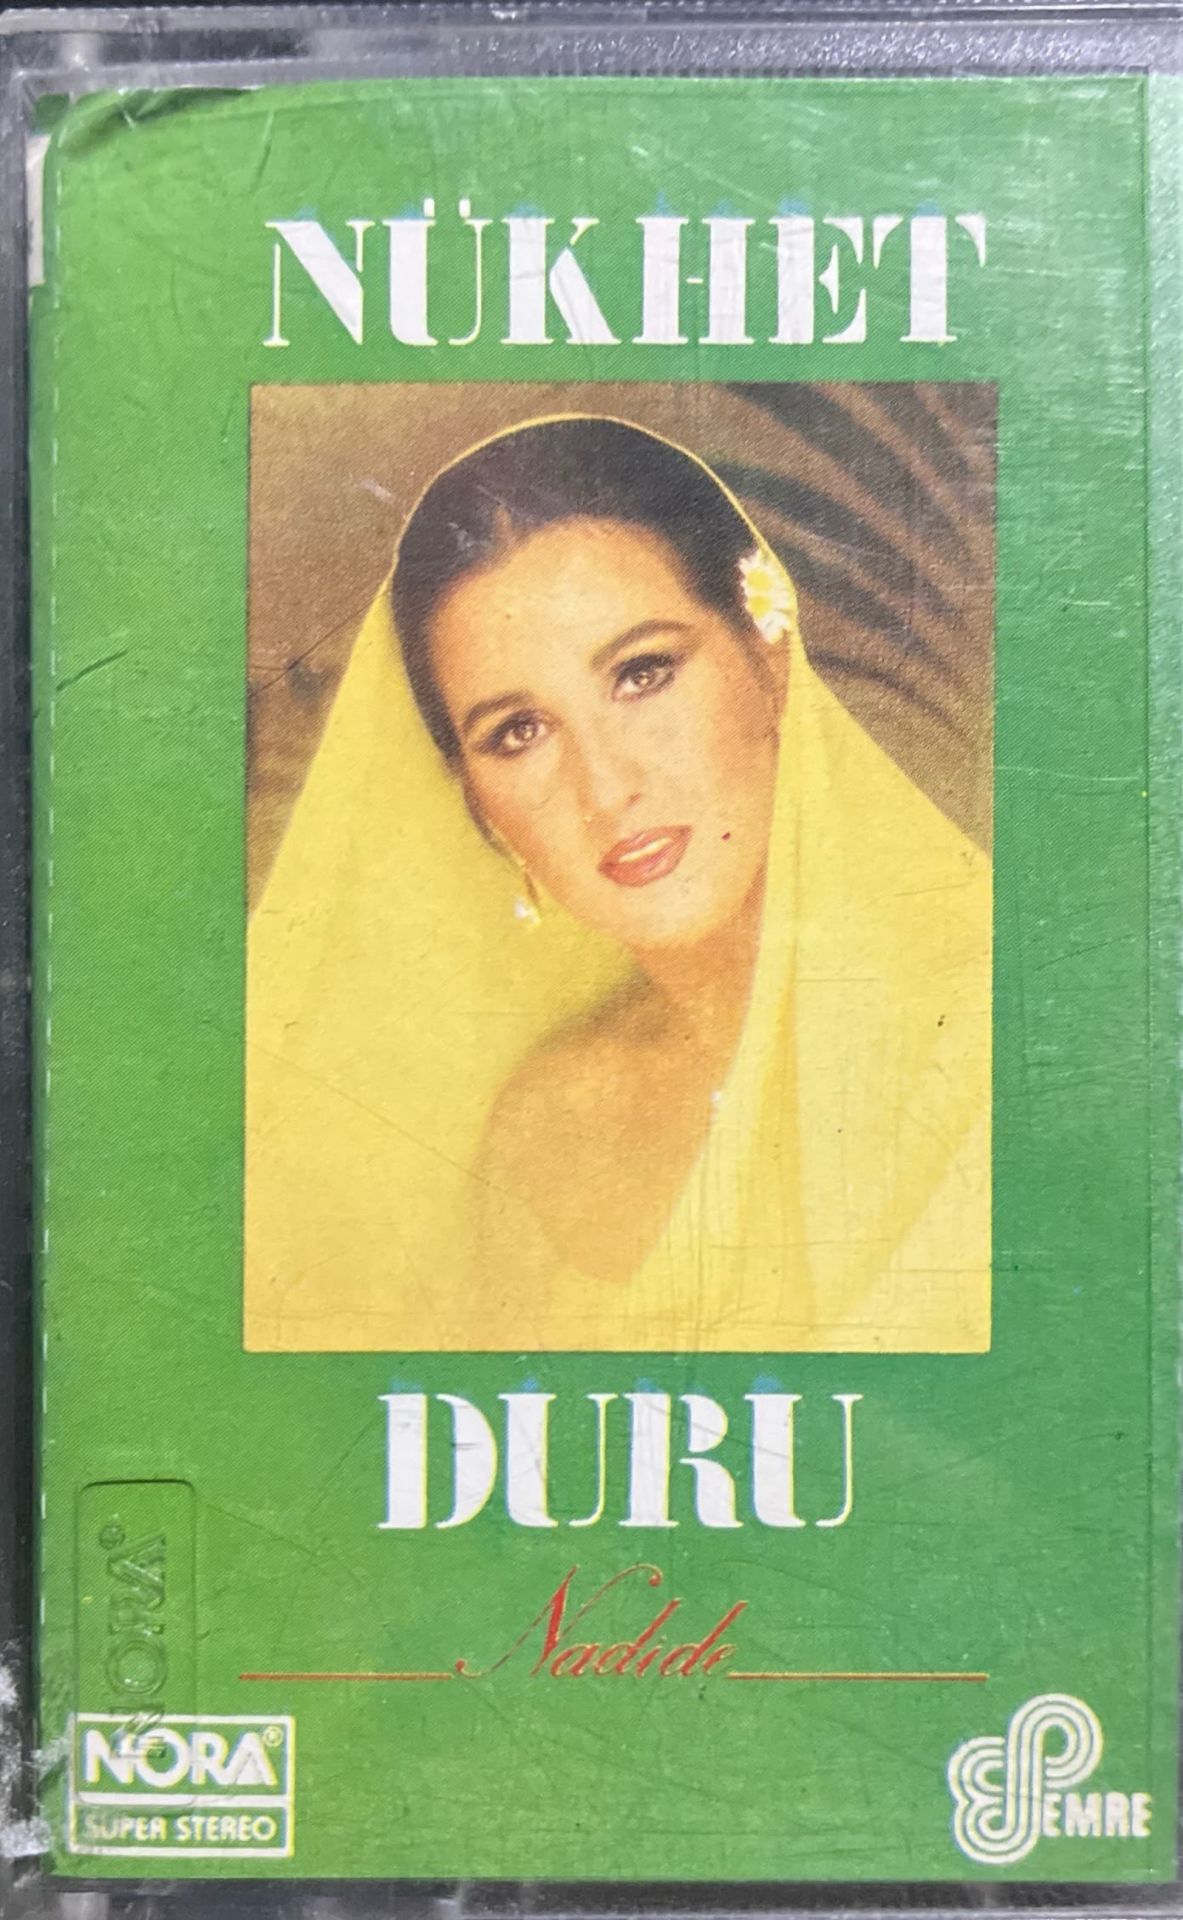 NÜKHET
DURU
Nadide
NORA®
NORA®
SUPER STEREO
EMRE